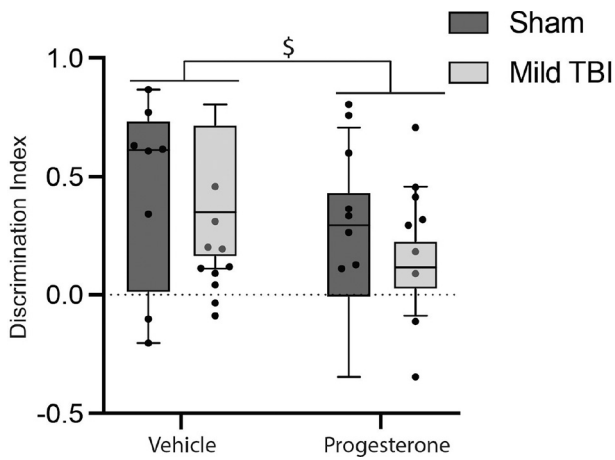 Sham
Mild TBI
$
1.0
0.5
0.0
-0.5
Discrimination Index
Vehicle
Progesterone